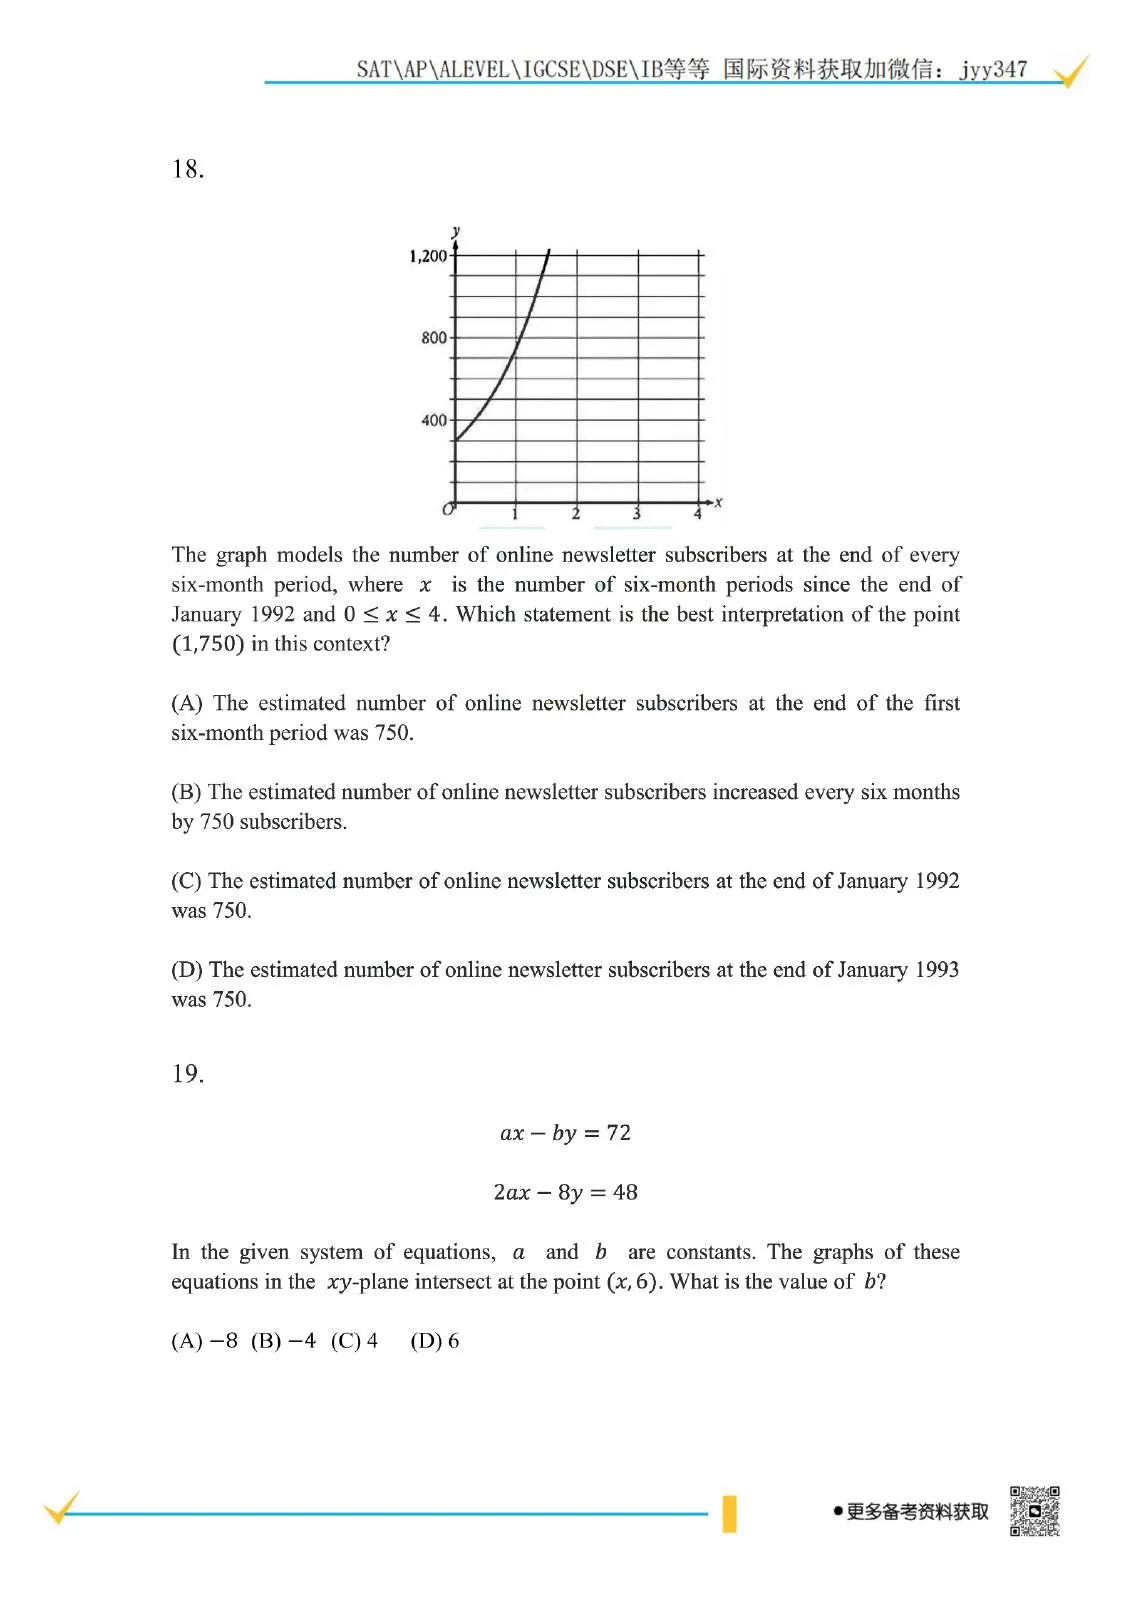 SAT\AP\ALEVEL\IGCSE\DSE\IB等等 国际资料获取加微信：jyy347
18.
y
1,200
800
400
O
1
2
3
4
x
The graph models the number of online newsletter subscribers at the end of every
six-month period, where x is the number of six-month periods since the end of
January 1992 and 0 ≤ x ≤ 4. Which statement is the best interpretation of the point
(1,750) in this context?
(A) The estimated number of online newsletter subscribers at the end of the first
six-month period was 750.
(B) The estimated number of online newsletter subscribers increased every six months
by 750 subscribers.
(C) The estimated number of online newsletter subscribers at the end of January 1992
was 750.
(D) The estimated number of online newsletter subscribers at the end of January 1993
was 750.
19.
ax − by = 72
2ax − 8y = 48
In the given system of equations, a and b are constants. The graphs of these
equations in the xy-plane intersect at the point (x, 6). What is the value of b?
(A) −8 (B) −4 (C) 4 (D) 6
●更多备考资料获取